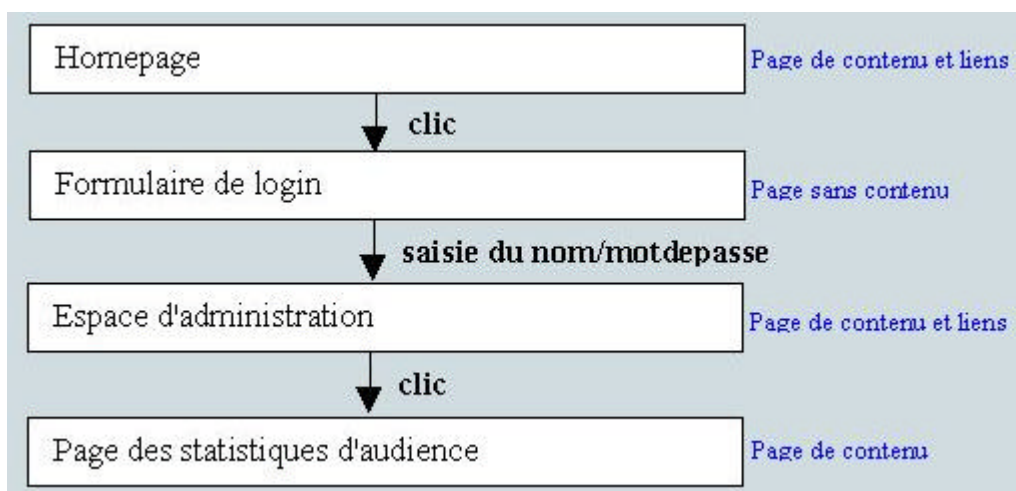 Homepage
Page de contenu et liens
clic
Formulaire de login
Page sans contenu
saisie du nom/motdepasse
Espace d'administration
Page de contenu et liens
clic
Page des statistiques d'audience
Page de contenu